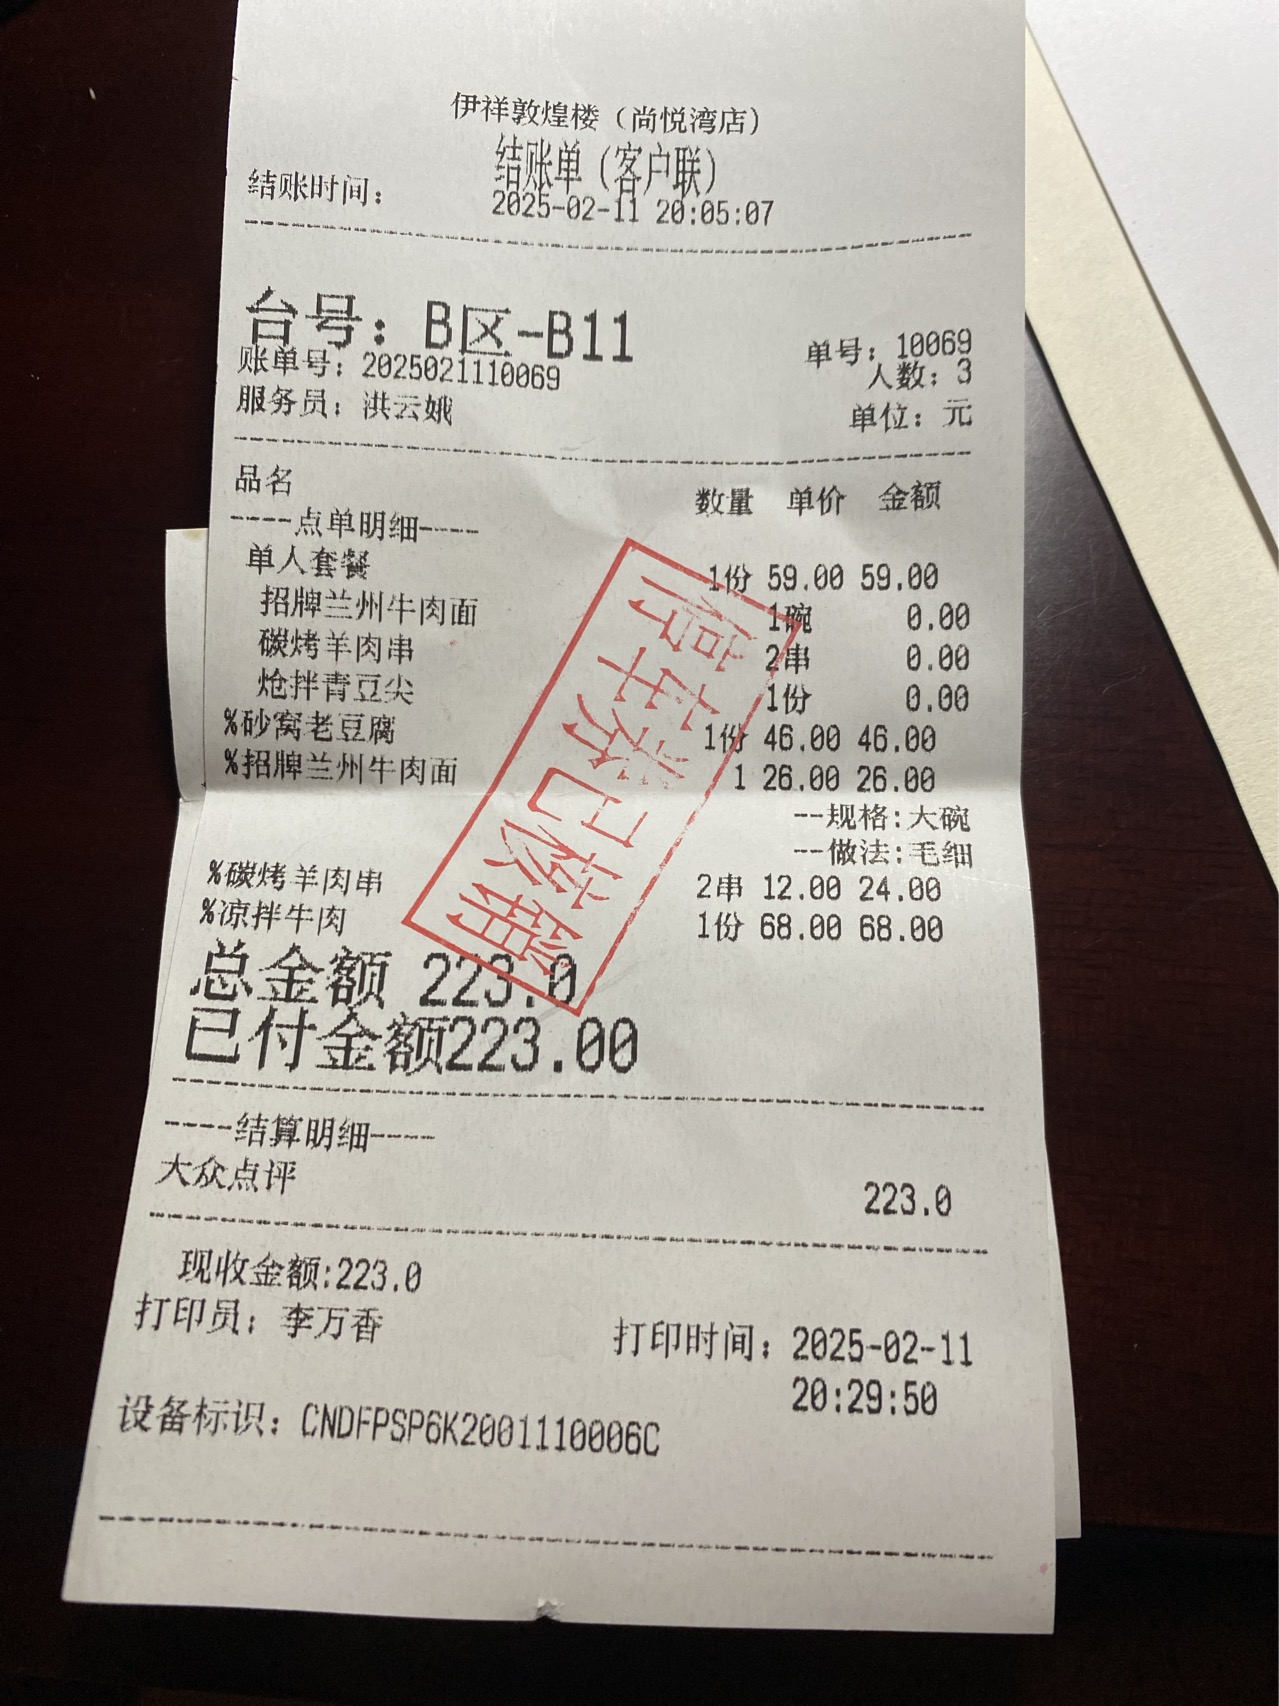 伊祥敦煌楼（尚悦湾店）
结账单（客户联）
结账时间： 2025-02-11 20:05:07
台号：B区-B11
单号：10069
账单号：2025021110069
人数：3
服务员：洪云娥 单位：元
品名 数量 单价 金额
----点单明细----
单人套餐 1份 59.00 59.00
招牌兰州牛肉面 1碗 0.00
碳烤羊肉串 2串 0.00
炝拌青豆尖 1份 0.00
%砂窝老豆腐 1份 46.00 46.00
%招牌兰州牛肉面 1 26.00 26.00
--规格:大碗
--做法:毛细
%碳烤羊肉串 2串 12.00 24.00
%凉拌牛肉 1份 68.00 68.00
总金额 223.0
已付金额223.00
停车券已核销
----结算明细----
大众点评 223.0
现收金额:223.0
打印员：李万香 打印时间：2025-02-11
20:29:50
设备标识：CNDFPSP6K2001110006C